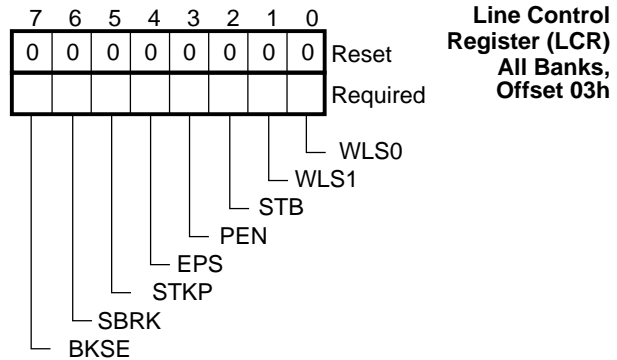 7 6 5 4 3 2 1 0
0 0 0 0 0 0 0 0 Reset
Required
Line Control
Register (LCR)
All Banks,
Offset 03h
WLS0
WLS1
STB
PEN
EPS
STKP
SBRK
BKSE